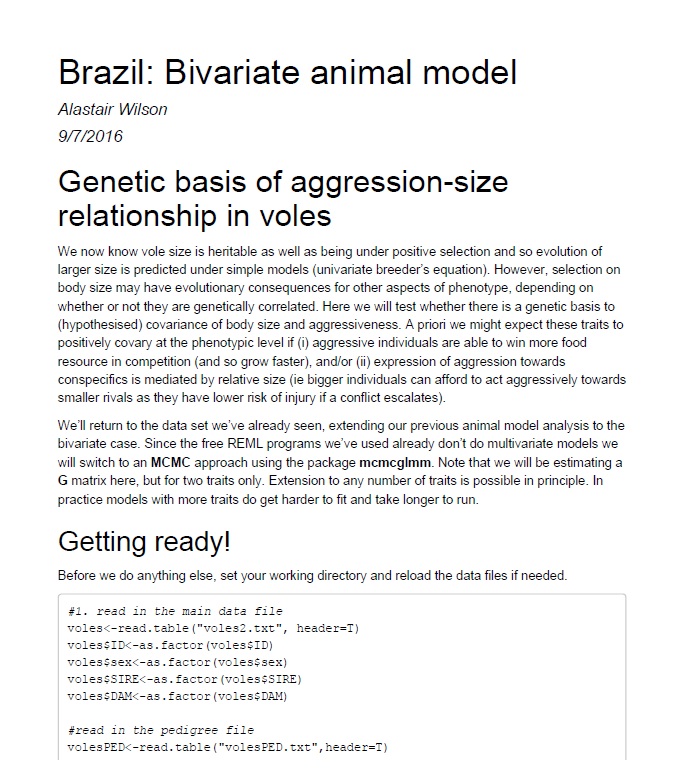 Brazil: Bivariate animal model
Alastair Wilson
9/7/2016
Genetic basis of aggression-size
relationship in voles
We now know vole size is heritable as well as being under positive selection and so evolution of
larger size is predicted under simple models (univariate breeder's equation). However, selection on
body size may have evolutionary consequences for other aspects of phenotype, depending on
whether or not they are genetically correlated. Here we will test whether there is a genetic basis to
(hypothesised) covariance of body size and aggressiveness. A priori we might expect these traits to
positively covary at the phenotypic level if (i) aggressive individuals are able to win more food
resource in competition (and so grow faster), and/or (ii) expression of aggression towards
conspecifics is mediated by relative size (ie bigger individuals can afford to act aggressively towards
smaller rivals as they have lower risk of injury if a conflict escalates).
We'll return to the data set we've already seen, extending our previous animal model analysis to the
bivariate case. Since the free REML programs we've used already don't do multivariate models we
will switch to an MCMC approach using the package mcmcglmm. Note that we will be estimating a
G matrix here, but for two traits only. Extension to any number of traits is possible in principle. In
practice models with more traits do get harder to fit and take longer to run.
Getting ready!
Before we do anything else, set your working directory and reload the data files if needed.
#1. read in the main data file
voles<-read.table("voles2.txt", header=T)
voles$ID<-as.factor(voles$ID)
voles$sex<-as.factor(voles$sex)
voles$SIRE<-as.factor(voles$SIRE)
voles$DAM<-as.factor(voles$DAM)
#read in the pedigree file
volesPED<-read.table("volesPED.txt",header=T)